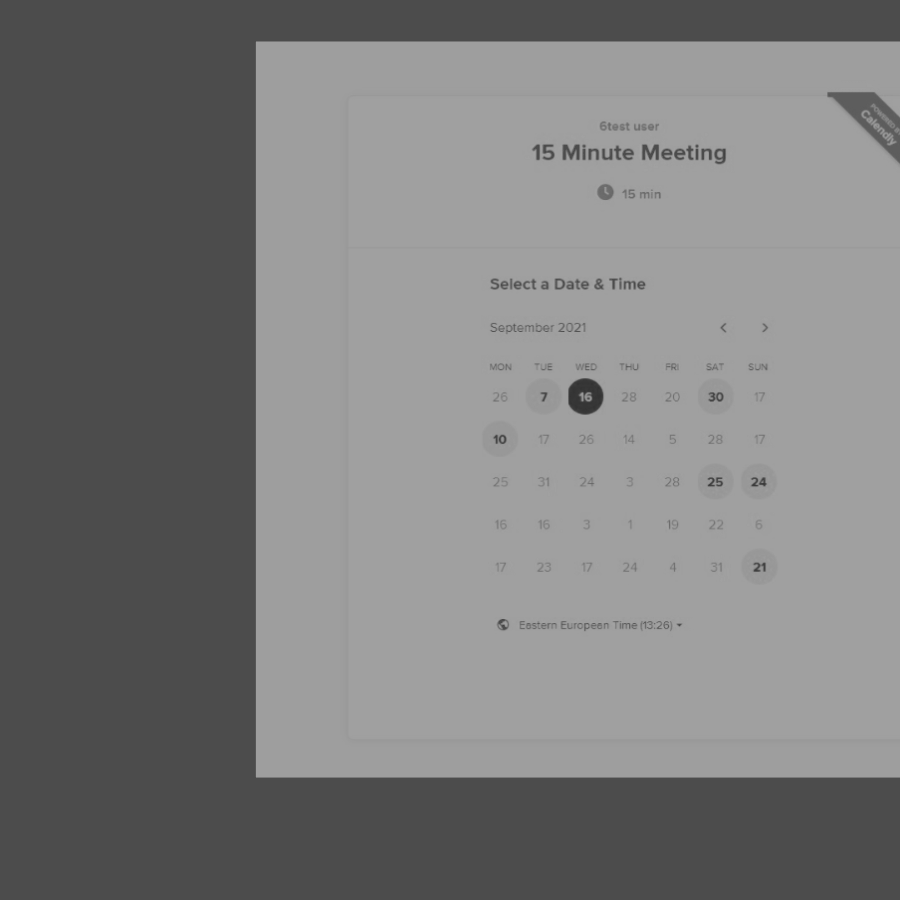 POWERED BY
Calendly
6test user
15 Minute Meeting
15 min
Select a Date & Time
September 2021
MON TUE WED THU FRI SAT SUN
26 7 16 28 20 30 17
10 17 26 14 5 28 17
25 31 24 3 28 25 24
16 16 3 1 19 22 6
17 23 17 24 4 31 21
Eastern European Time (13:26)